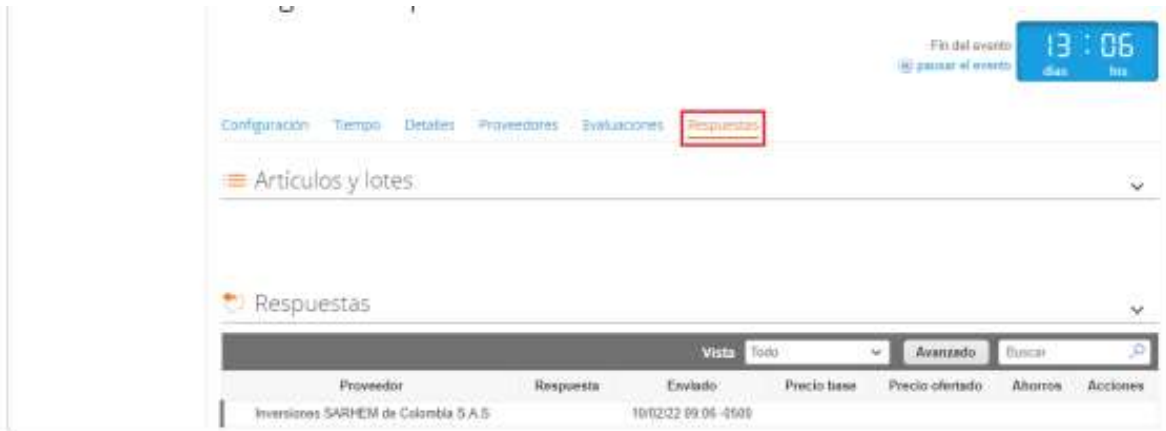 Fin del evento
pausar el evento
13 : 06
días hrs
Configuración Tiempo Detalles Proveedores Evaluaciones Respuestas
Artículos y lotes
Respuestas
Vista Todo Avanzado Buscar
Proveedor Respuesta Enviado Precio base Precio ofertado Ahorros Acciones
Inversiones SARHEM de Colombia S.A.S 10/02/22 09:06 -0500